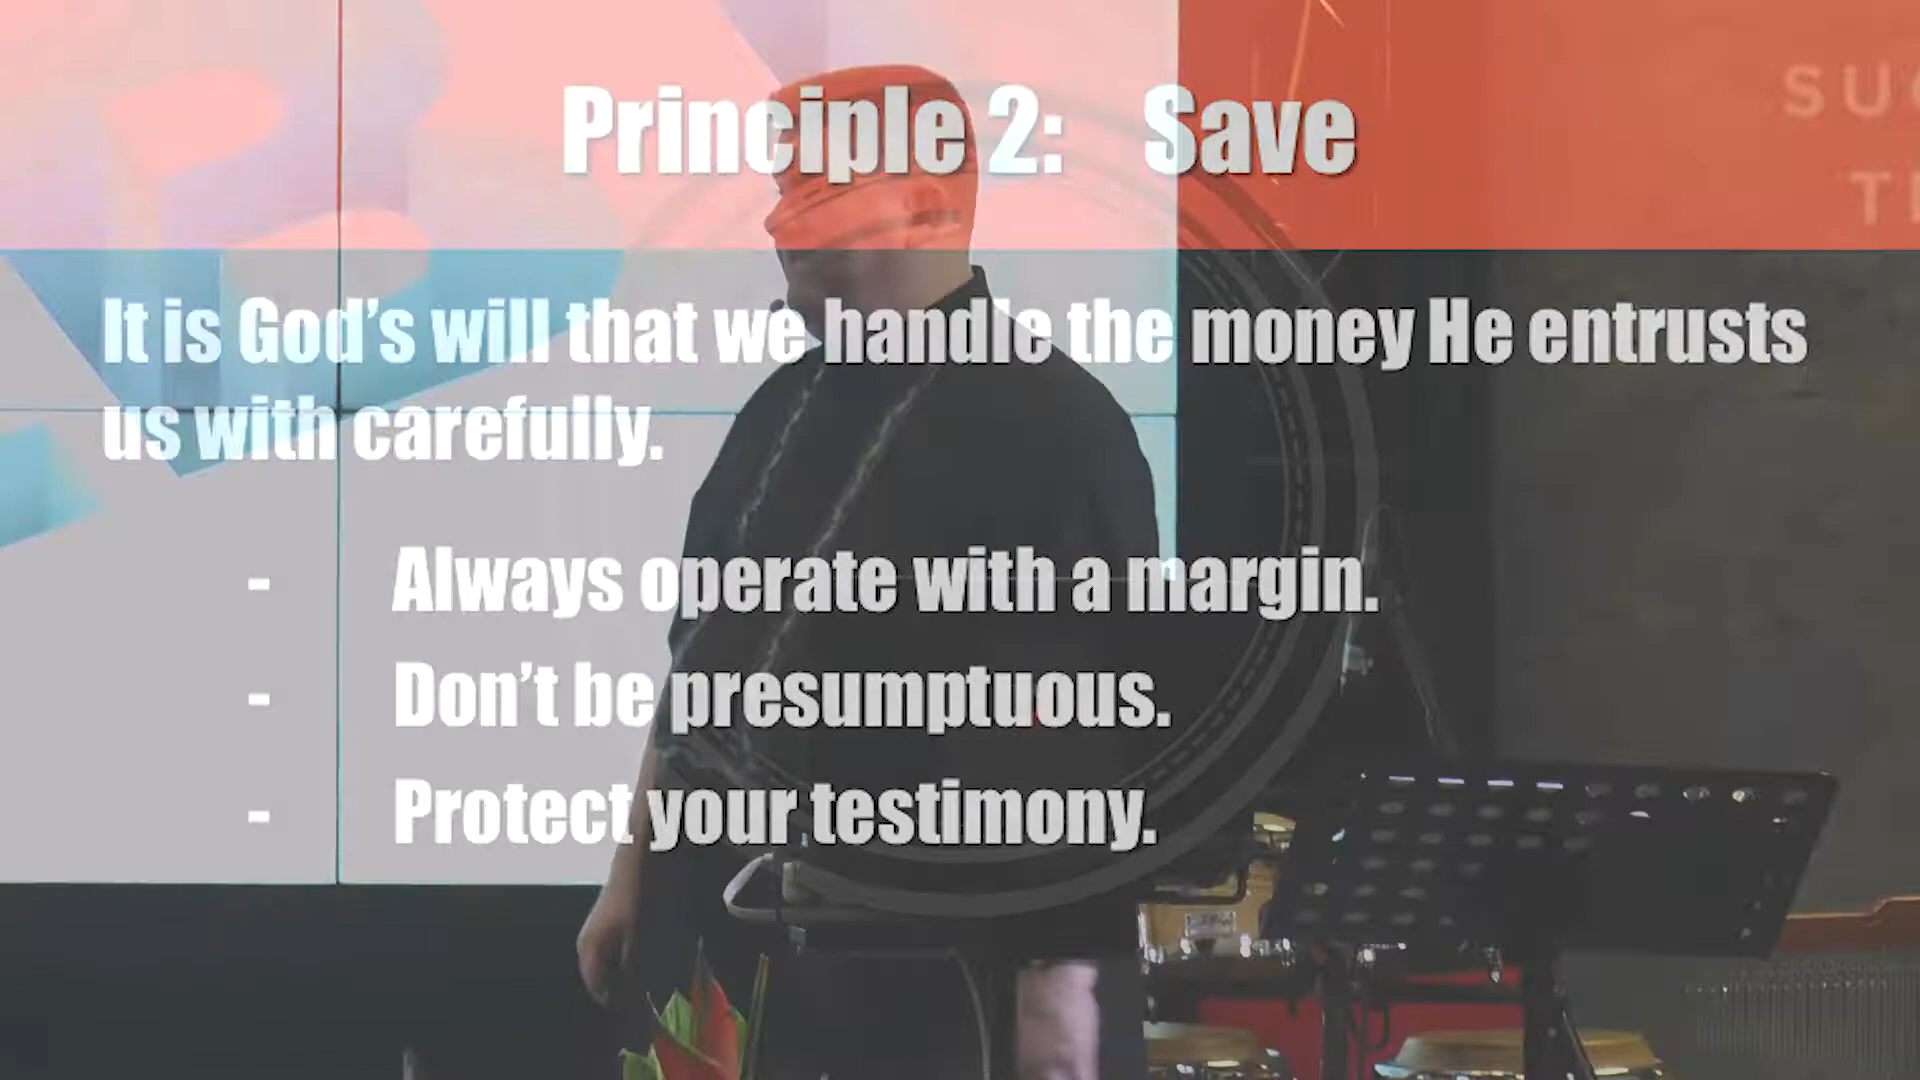 Principle 2: Save
It is God's will that we handle the money He entrusts
us with carefully.
- Always operate with a margin.
- Don't be presumptuous.
- Protect your testimony.